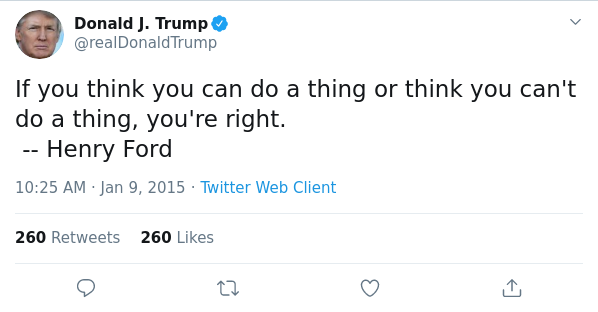 Donald J. Trump
@realDonaldTrump
If you think you can do a thing or think you can't
do a thing, you're right.
-- Henry Ford
10:25 AM · Jan 9, 2015 · Twitter Web Client
260 Retweets 260 Likes